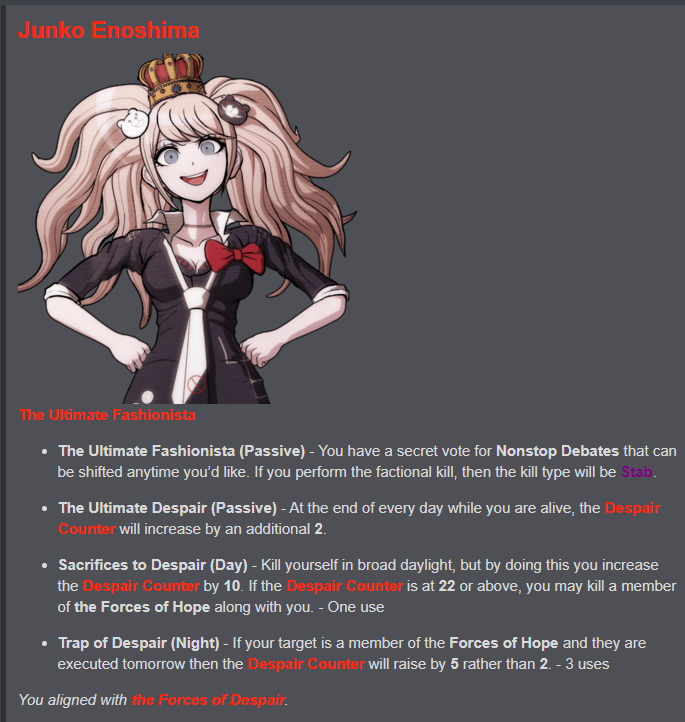 Junko Enoshima
The Ultimate Fashionista
The Ultimate Fashionista (Passive) - You have a secret vote for Nonstop Debates that can
be shifted anytime you’d like. If you perform the factional kill, then the kill type will be Stab.
The Ultimate Despair (Passive) - At the end of every day while you are alive, the Despair
Counter will increase by an additional 2.
Sacrifices to Despair (Day) - Kill yourself in broad daylight, but by doing this you increase
the Despair Counter by 10. If the Despair Counter is at 22 or above, you may kill a member
of the Forces of Hope along with you. - One use
Trap of Despair (Night) - If your target is a member of the Forces of Hope and they are
executed tomorrow then the Despair Counter will raise by 5 rather than 2. - 3 uses
You aligned with the Forces of Despair.